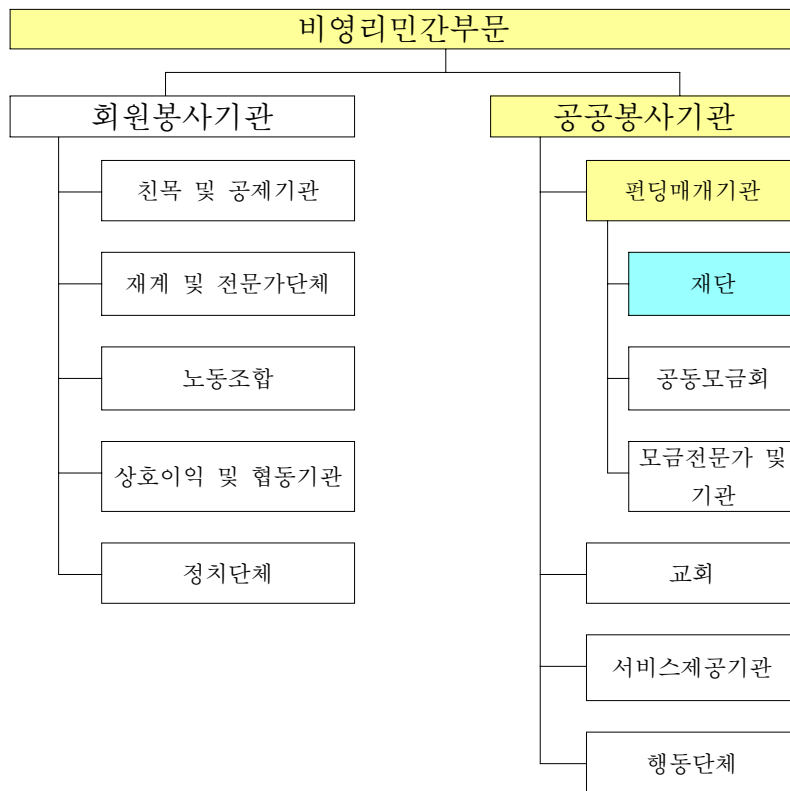 비영리민간부문
회원봉사기관
공공봉사기관
친목 및 공제기관
재계 및 전문가단체
노동조합
상호이익 및 협동기관
정치단체
펀딩매개기관
재단
공동모금회
모금전문가 및
기관
교회
서비스제공기관
행동단체